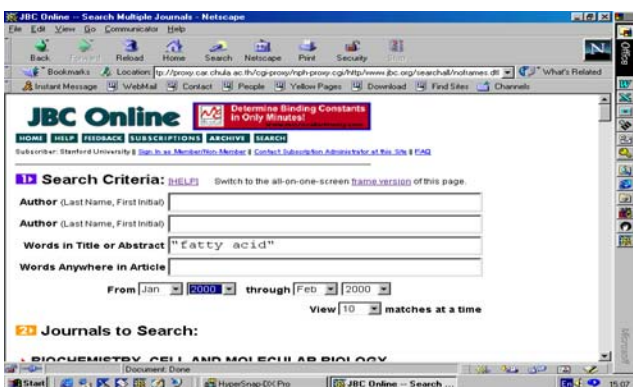 JBC Online -- Search Multiple Journals - Netscape
File Edit View Go Communicator Help
Back Forward Reload Home Search Netscape Print Security
Bookmarks Location: tp://proxy.car.chula.ac.th/cgi-proxy/nph-proxy.cgi/http/www.jbc.org/searchall/noframes.dtl What's Related
Instant Message WebMail Contact People Yellow Pages Download Find Sites Channels
Office
JBC Online
Determine Binding Constants
in Only Minutes!
HOME HELP FEEDBACK SUBSCRIPTIONS ARCHIVE SEARCH
Subscriber: Stanford University || Sign In as Member/Non-Member || Contact Subscription Administrator at this Site || FAQ
1 Search Criteria: [HELP] Switch to the all-on-one-screen frame version of this page.
Author (Last Name, First Initial)
Author (Last Name, First Initial)
Words in Title or Abstract "fatty acid"
Words Anywhere in Article
From Jan 2000 through Feb 2000
View 10 matches at a time
2 Journals to Search:
BIOCHEMISTRY, CELL AND MOLECULAR BIOLOGY
Document: Done
Microsoft
Start HyperSnap-DX Pro JBC Online -- Search ... En 15:07